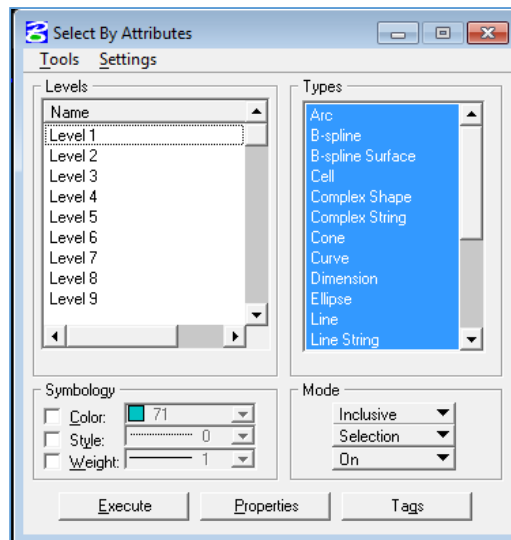 Select By Attributes
Tools Settings
Levels
Name
Level 1
Level 2
Level 3
Level 4
Level 5
Level 6
Level 7
Level 8
Level 9
Types
Arc
B-spline
B-spline Surface
Cell
Complex Shape
Complex String
Cone
Curve
Dimension
Ellipse
Line
Line String
Symbology
Color: 71
Style: 0
Weight: 1
Mode
Inclusive
Selection
On
Execute Properties Tags